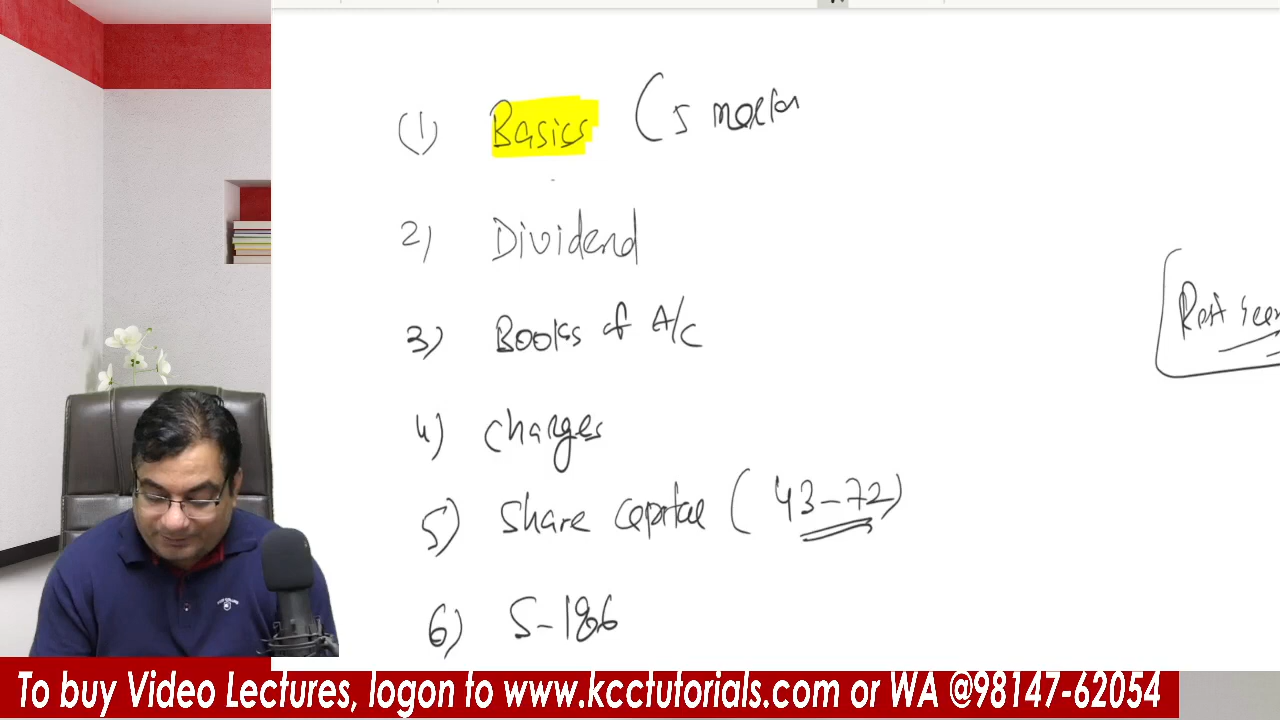 (1) Basics (5
2) Dividend
3) Books of A/C
4) Charges
5) Share capital (43-72)
6) S-186
To buy Video Lectures, logon to www.kcctutorials.com or WA @98147-62054